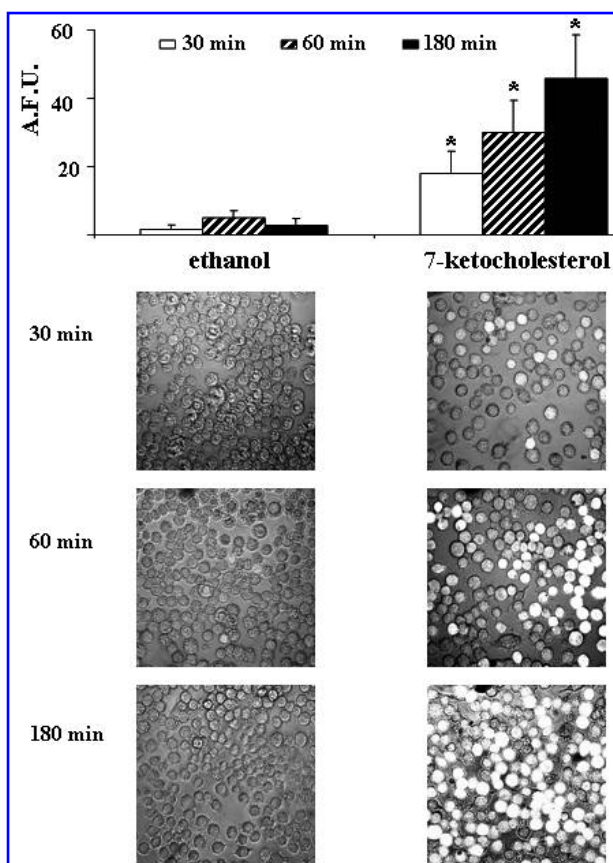 60
30 min
60 min
180 min
A.F.U.
40
20
*
*
*
ethanol
7-ketocholesterol
30 min
60 min
180 min